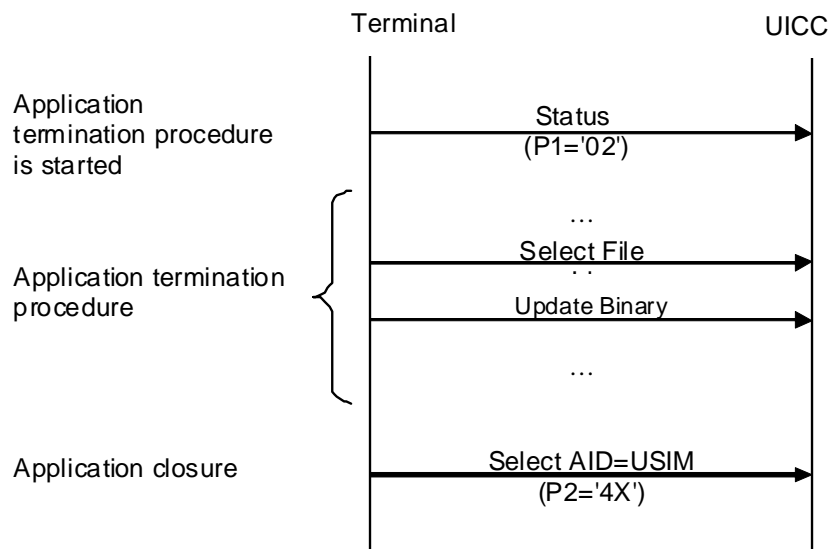 Terminal
UICC
Application
termination procedure
is started
Status
(P1='02')
...
Select File
. .
Application termination
procedure
Update Binary
...
Application closure
Select AID=USIM
(P2='4X')